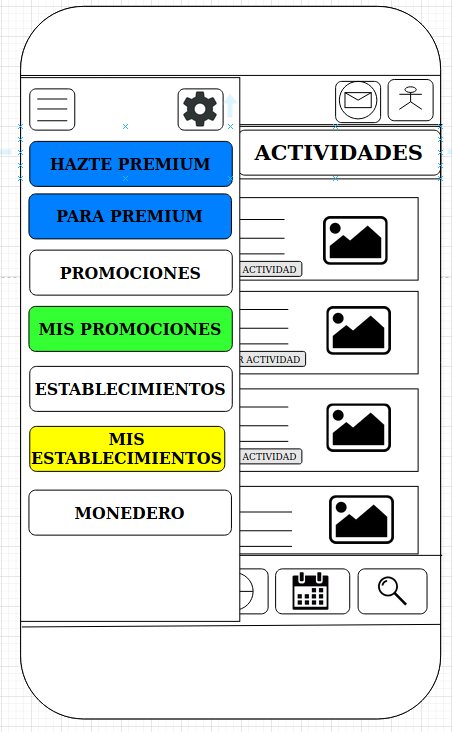 HAZTE PREMIUM
PARA PREMIUM
PROMOCIONES
MIS PROMOCIONES
ESTABLECIMIENTOS
MIS
ESTABLECIMIENTOS
MONEDERO
ACTIVIDADES
ACTIVIDAD
R ACTIVIDAD
ACTIVIDAD